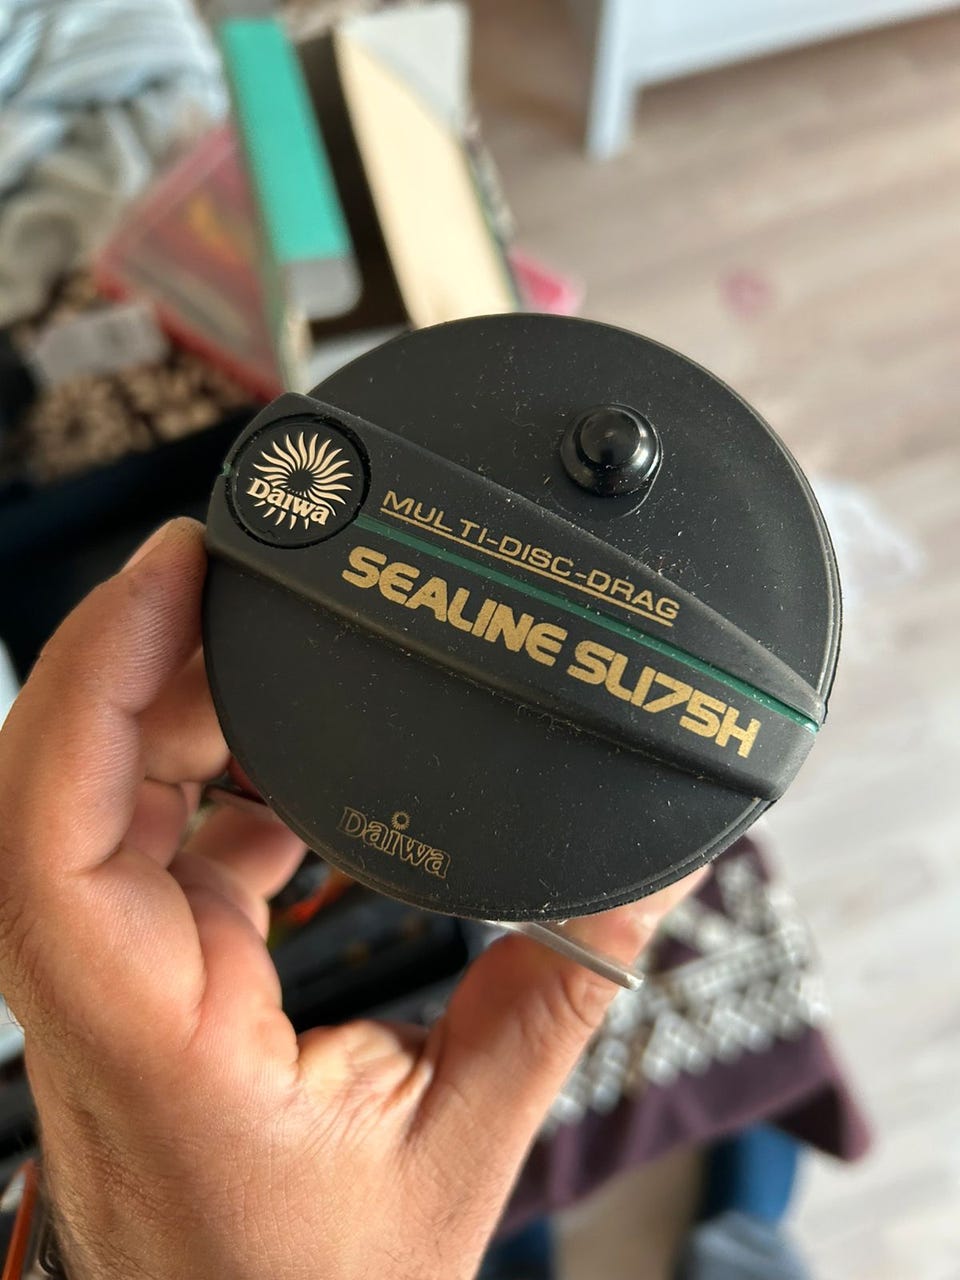 Daiwa
MULTI-DISC-DRAG
SEALINE SL175H
Daiwa